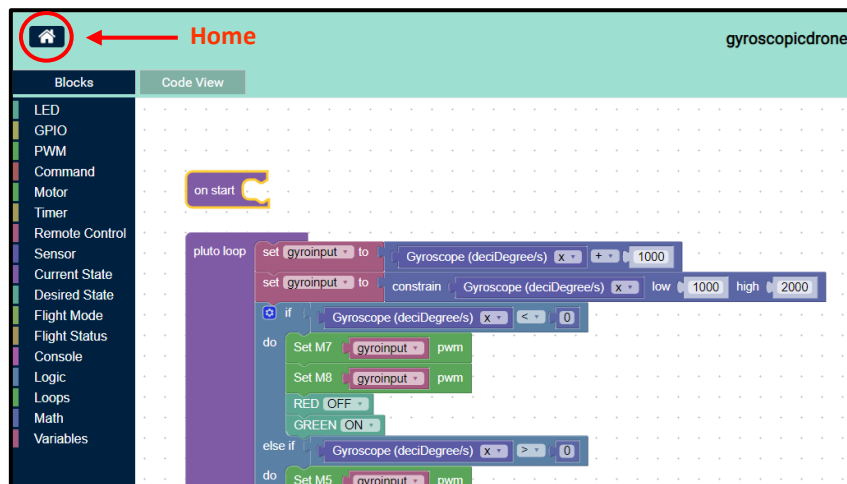 Home
gyroscopicdrone
Blocks
Code View
LED
GPIO
PWM
Command
Motor
Timer
Remote Control
Sensor
Current State
Desired State
Flight Mode
Flight Status
Console
Logic
Loops
Math
Variables
on start
pluto loop
set gyroinput to Gyroscope (deciDegree/s) x + 1000
set gyroinput to constrain Gyroscope (deciDegree/s) x low 1000 high 2000
if Gyroscope (deciDegree/s) x < 0
do Set M7 gyroinput pwm
Set M8 gyroinput pwm
RED OFF
GREEN ON
else if Gyroscope (deciDegree/s) x > 0
do Set M5 gyroinput pwm